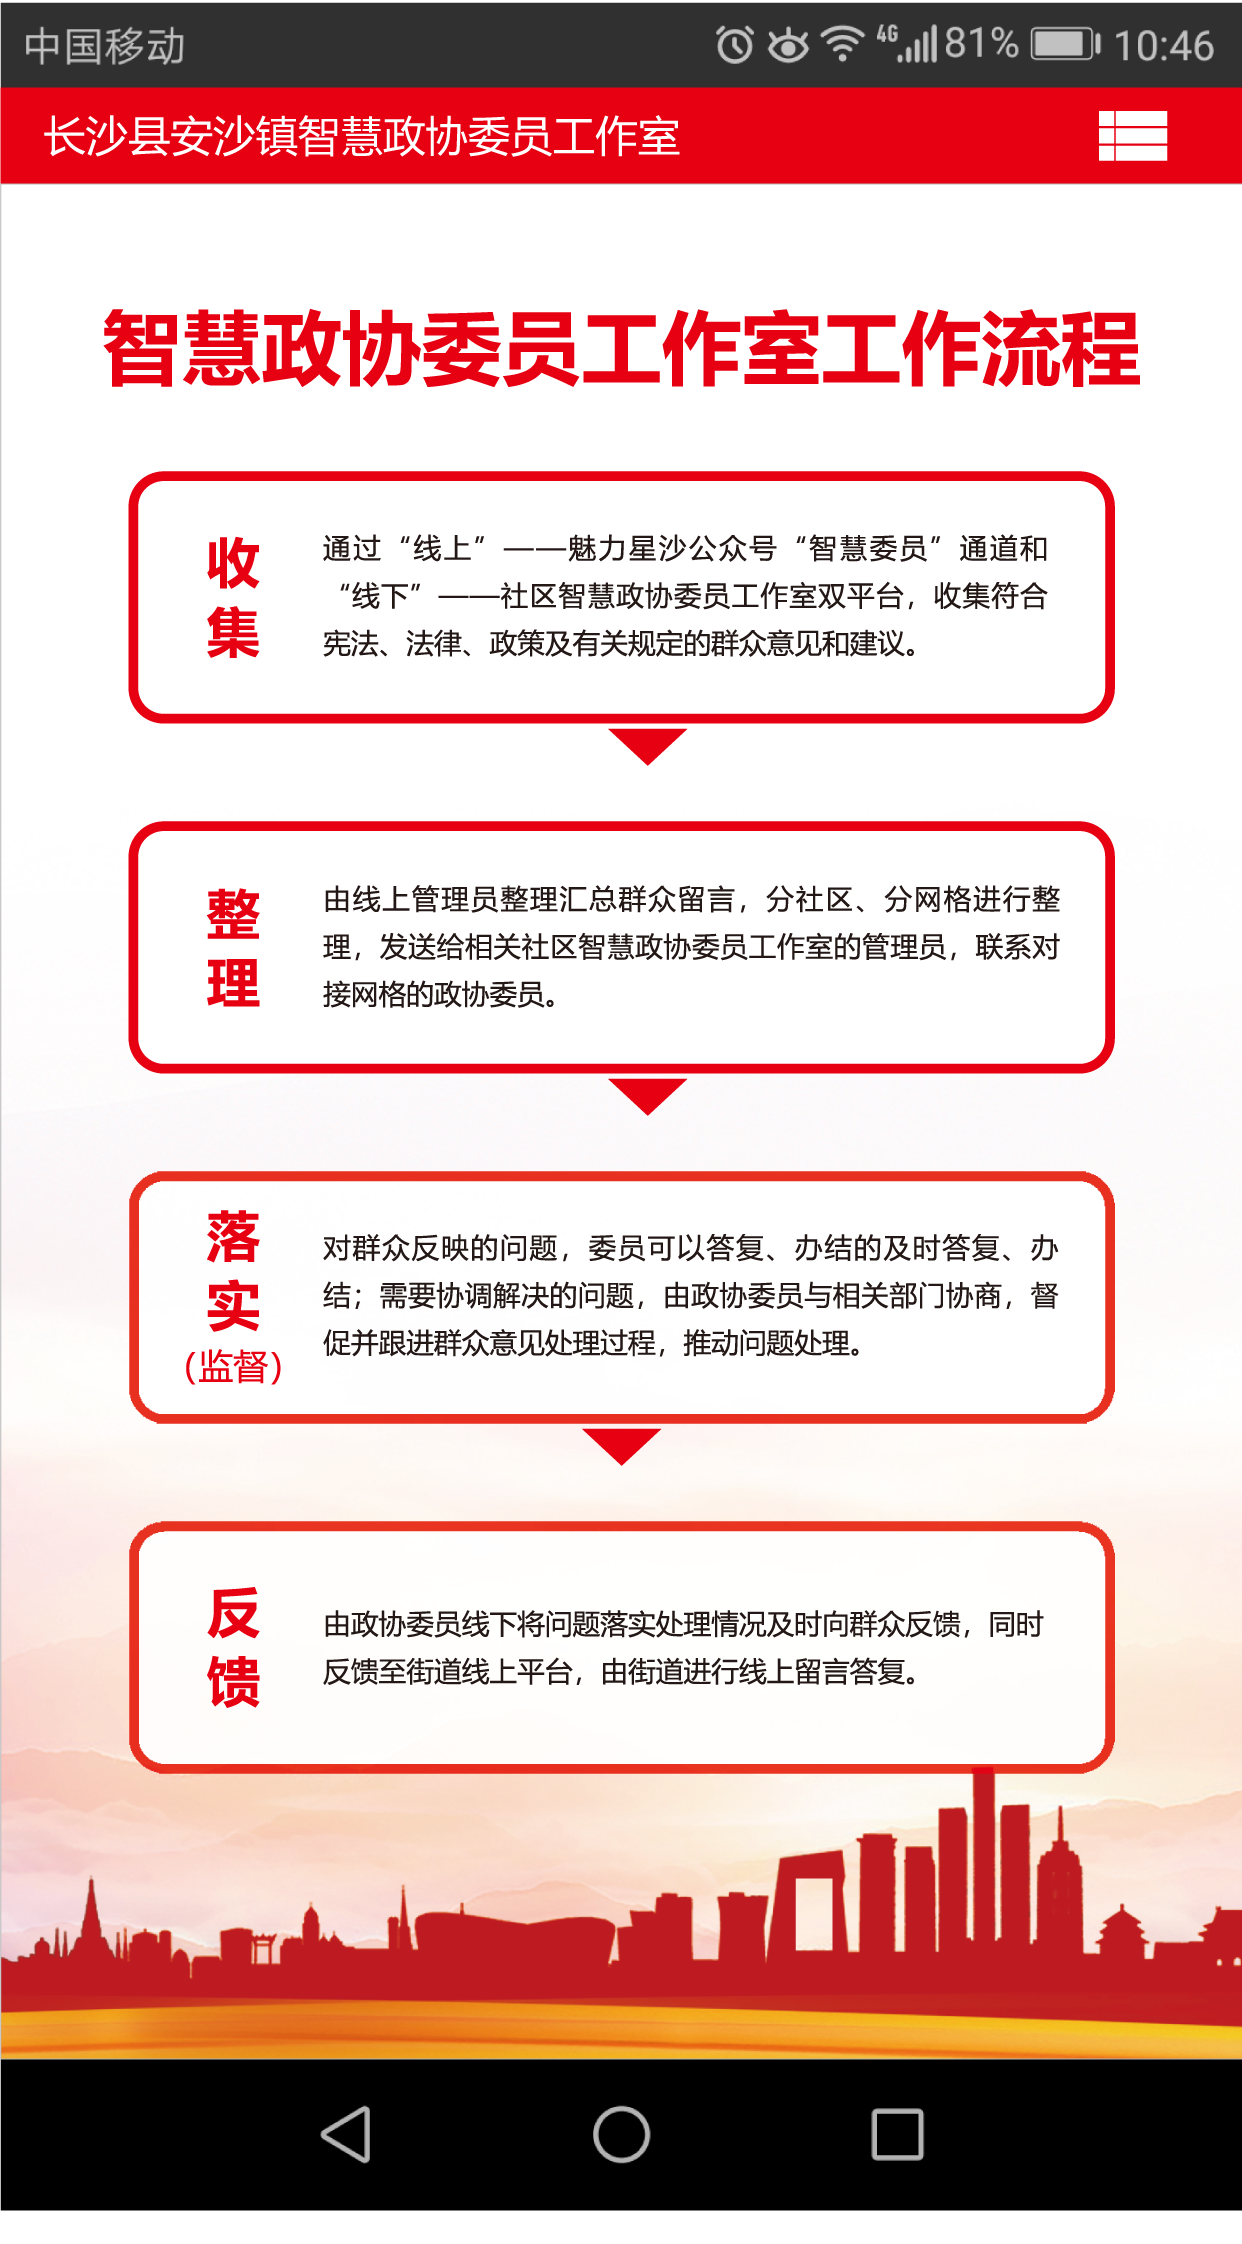 中国移动
4G 81% 10:46
长沙县安沙镇智慧政协委员工作室
智慧政协委员工作室工作流程
收集
通过“线上”——魅力星沙公众号“智慧委员”通道和
“线下”——社区智慧政协委员工作室双平台，收集符合
宪法、法律、政策及有关规定的群众意见和建议。
整理
由线上管理员整理汇总群众留言，分社区、分网格进行整
理，发送给相关社区智慧政协委员工作室的管理员，联系对
接网格的政协委员。
落实
（监督）
对群众反映的问题，委员可以答复、办结的及时答复、办
结；需要协调解决的问题，由政协委员与相关部门协商，督
促并跟进群众意见处理过程，推动问题处理。
反馈
由政协委员线下将问题落实处理情况及时向群众反馈，同时
反馈至街道线上平台，由街道进行线上留言答复。